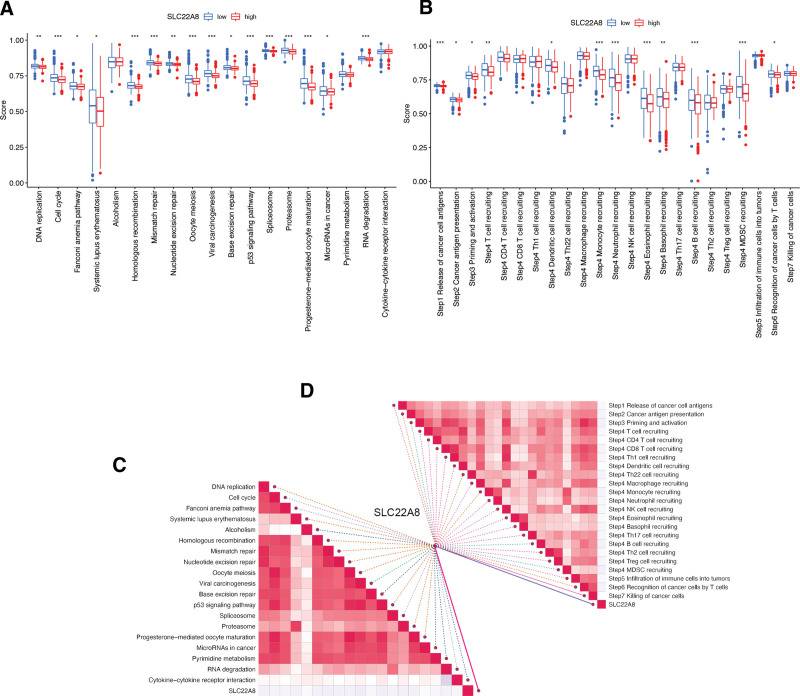 A
SLC22A8 low high
** *** * * *** *** ** *** *** * *** *** *** *** * ***
1.00
0.75
0.50
0.25
0.00
Score
DNA replication
Cell cycle
Fanconi anemia pathway
Systemic lupus erythematosus
Alcoholism
Homologous recombination
Mismatch repair
Nucleotide excision repair
Oocyte meiosis
Viral carcinogenesis
Base excision repair
p53 signaling pathway
Spliceosome
Proteasome
Progesterone−mediated oocyte maturation
MicroRNAs in cancer
Pyrimidine metabolism
RNA degradation
Cytokine−cytokine receptor interaction
B
SLC22A8 low high
*** * * ** * *** *** *** *** *** *** *
1.00
0.75
0.50
0.25
0.00
Score
Step1 Release of cancer cell antigens
Step2 Cancer antigen presentation
Step3 Priming and activation
Step4 T cell recruiting
Step4 CD4 T cell recruiting
Step4 CD8 T cell recruiting
Step4 Th1 cell recruiting
Step4 Dendritic cell recruiting
Step4 Th22 cell recruiting
Step4 Macrophage recruiting
Step4 Monocyte recruiting
Step4 Neutrophil recruiting
Step4 NK cell recruiting
Step4 Eosinophil recruiting
Step4 Basophil recruiting
Step4 Th17 cell recruiting
Step4 B cell recruiting
Step4 Th2 cell recruiting
Step4 Treg cell recruiting
Step4 MDSC recruiting
Step5 Infiltration of immune cells into tumors
Step6 Recognition of cancer cells by T cells
Step7 Killing of cancer cells
C
DNA replication
Cell cycle
Fanconi anemia pathway
Systemic lupus erythematosus
Alcoholism
Homologous recombination
Mismatch repair
Nucleotide excision repair
Oocyte meiosis
Viral carcinogenesis
Base excision repair
p53 signaling pathway
Spliceosome
Proteasome
Progesterone−mediated oocyte maturation
MicroRNAs in cancer
Pyrimidine metabolism
RNA degradation
Cytokine−cytokine receptor interaction
SLC22A8
SLC22A8
D
Step1 Release of cancer cell antigens
Step2 Cancer antigen presentation
Step3 Priming and activation
Step4 T cell recruiting
Step4 CD4 T cell recruiting
Step4 CD8 T cell recruiting
Step4 Th1 cell recruiting
Step4 Dendritic cell recruiting
Step4 Th22 cell recruiting
Step4 Macrophage recruiting
Step4 Monocyte recruiting
Step4 Neutrophil recruiting
Step4 NK cell recruiting
Step4 Eosinophil recruiting
Step4 Basophil recruiting
Step4 Th17 cell recruiting
Step4 B cell recruiting
Step4 Th2 cell recruiting
Step4 Treg cell recruiting
Step4 MDSC recruiting
Step5 Infiltration of immune cells into tumors
Step6 Recognition of cancer cells by T cells
Step7 Killing of cancer cells
SLC22A8